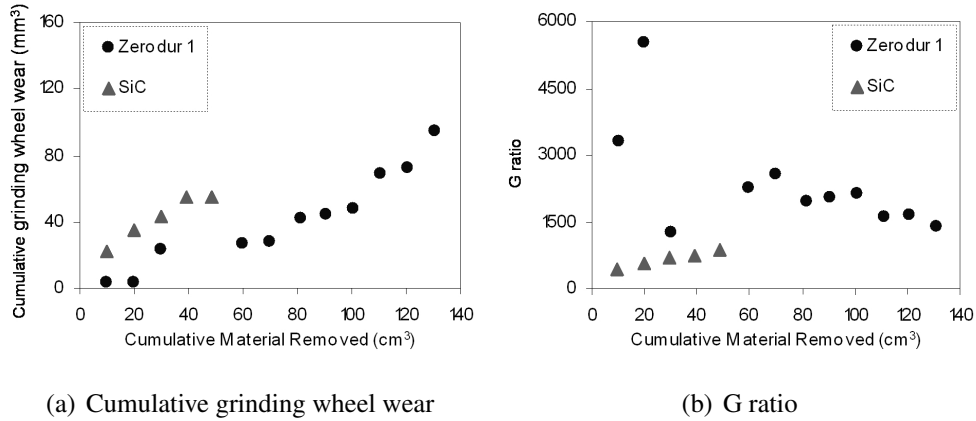 160
120
80
40
0
Cumulative grinding wheel wear (mm³)
Zerodur 1
SiC
0 20 40 60 80 100 120 140
Cumulative Material Removed (cm³)
(a) Cumulative grinding wheel wear
6000
4500
3000
1500
0
G ratio
Zerodur 1
SiC
0 20 40 60 80 100 120 140
Cumulative Material Removed (cm³)
(b) G ratio